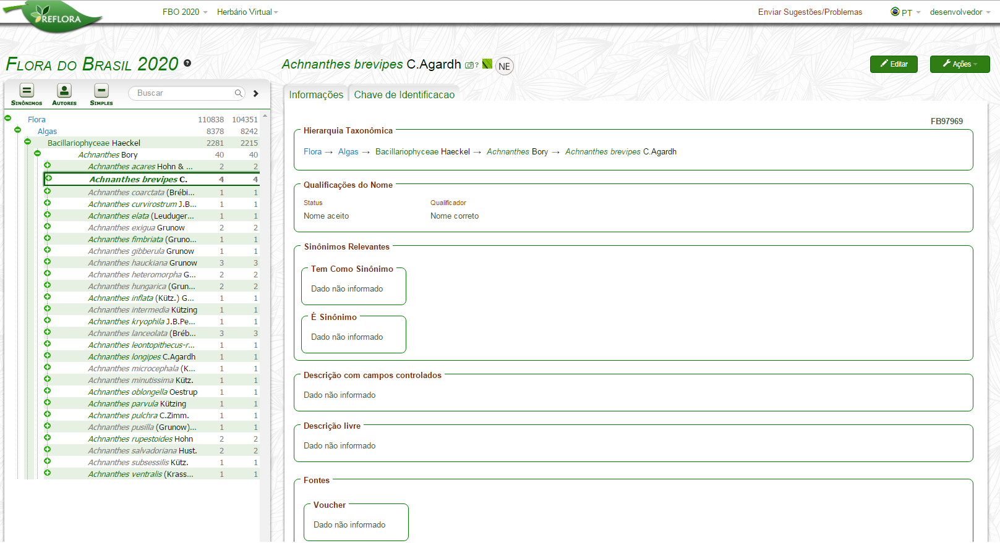 REFLORA
FBO 2020 Herbário Virtual Enviar Sugestões/Problemas PT desenvolvedor
FLORA DO BRASIL 2020 ?
Achnanthes brevipes C.Agardh ? NE Editar Ações
SINÔNIMOS AUTORES SIMPLES Buscar
Informações Chave de Identificacao
Flora 110838 104351
Algas 8378 8242
Bacillariophyceae Haeckel 2281 2215
Achnanthes Bory 40 40
Achnanthes acares Hohn & ... 2 2
Achnanthes brevipes C. 4 4
Achnanthes coarctata (Brébi... 1 1
Achnanthes curvirostrum J.B... 1 1
Achnanthes elata (Leuduger... 1 1
Achnanthes exigua Grunow 2 2
Achnanthes fimbriata (Gruno... 1 1
Achnanthes gibberula Grunow 1 1
Achnanthes hauckiana Grunow 3 3
Achnanthes heteromorpha G... 2 2
Achnanthes hungarica (Grun... 2 2
Achnanthes inflata (Kütz.) G... 1 1
Achnanthes intermedia Kützing 1 1
Achnanthes kryophila J.B.Pe... 1 1
Achnanthes lanceolata (Bréb... 3 3
Achnanthes leontopithecus-r... 1 1
Achnanthes longipes C.Agardh 1 1
Achnanthes microcephala (K... 1 1
Achnanthes minutissima Kütz. 1 1
Achnanthes oblongella Oestrup 1 1
Achnanthes parvula Kützing 1 1
Achnanthes pulchra C.Zimm. 1 1
Achnanthes pusilla (Grunow)... 1 1
Achnanthes rupestoides Hohn 2 2
Achnanthes salvadoriana Hust. 2 2
Achnanthes subsessilis Kütz. 1 1
Achnanthes ventralis (Krass... 1 1
FB97969
Hierarquia Taxonômica
Flora → Algas → Bacillariophyceae Haeckel → Achnanthes Bory → Achnanthes brevipes C.Agardh
Qualificações do Nome
Status Qualificador
Nome aceito Nome correto
Sinônimos Relevantes
Tem Como Sinônimo
Dado não informado
É Sinônimo
Dado não informado
Descrição com campos controlados
Dado não informado
Descrição livre
Dado não informado
Fontes
Voucher
Dado não informado